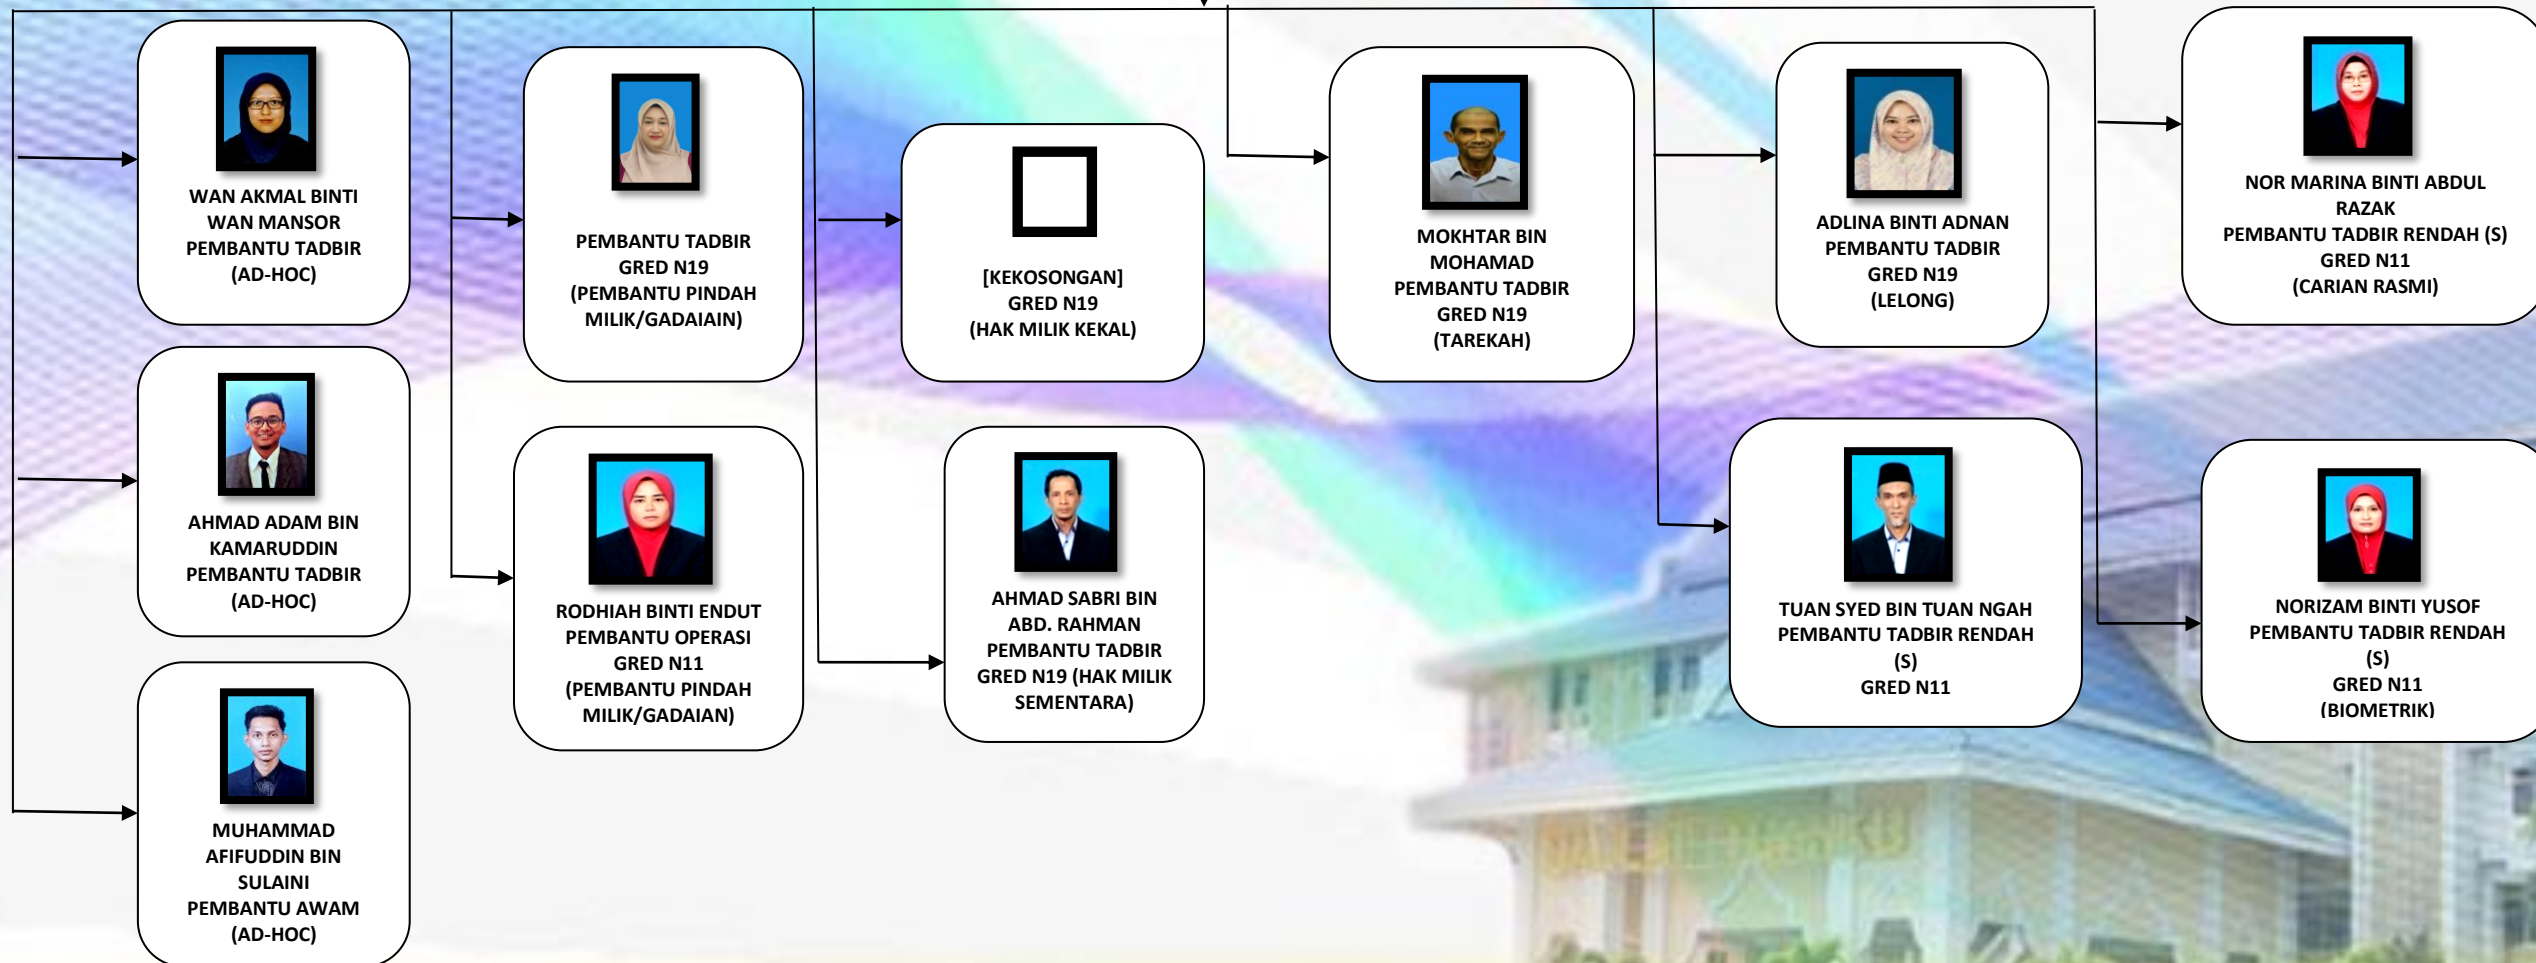 WAN AKMAL BINTI
WAN MANSOR
PEMBANTU TADBIR
(AD-HOC)
AHMAD ADAM BIN
KAMARUDDIN
PEMBANTU TADBIR
(AD-HOC)
MUHAMMAD
AFIFUDDIN BIN
SULAINI
PEMBANTU AWAM
(AD-HOC)
PEMBANTU TADBIR
GRED N19
(PEMBANTU PINDAH
MILIK/GADAIAIN)
RODHIAH BINTI ENDUT
PEMBANTU OPERASI
GRED N11
(PEMBANTU PINDAH
MILIK/GADAIAN)
[KEKOSONGAN]
GRED N19
(HAK MILIK KEKAL)
AHMAD SABRI BIN
ABD. RAHMAN
PEMBANTU TADBIR
GRED N19 (HAK MILIK
SEMENTARA)
MOKHTAR BIN
MOHAMAD
PEMBANTU TADBIR
GRED N19
(TAREKAH)
ADLINA BINTI ADNAN
PEMBANTU TADBIR
GRED N19
(LELONG)
TUAN SYED BIN TUAN NGAH
PEMBANTU TADBIR RENDAH
(S)
GRED N11
NOR MARINA BINTI ABDUL
RAZAK
PEMBANTU TADBIR RENDAH (S)
GRED N11
(CARIAN RASMI)
NORIZAM BINTI YUSOF
PEMBANTU TADBIR RENDAH
(S)
GRED N11
(BIOMETRIK)